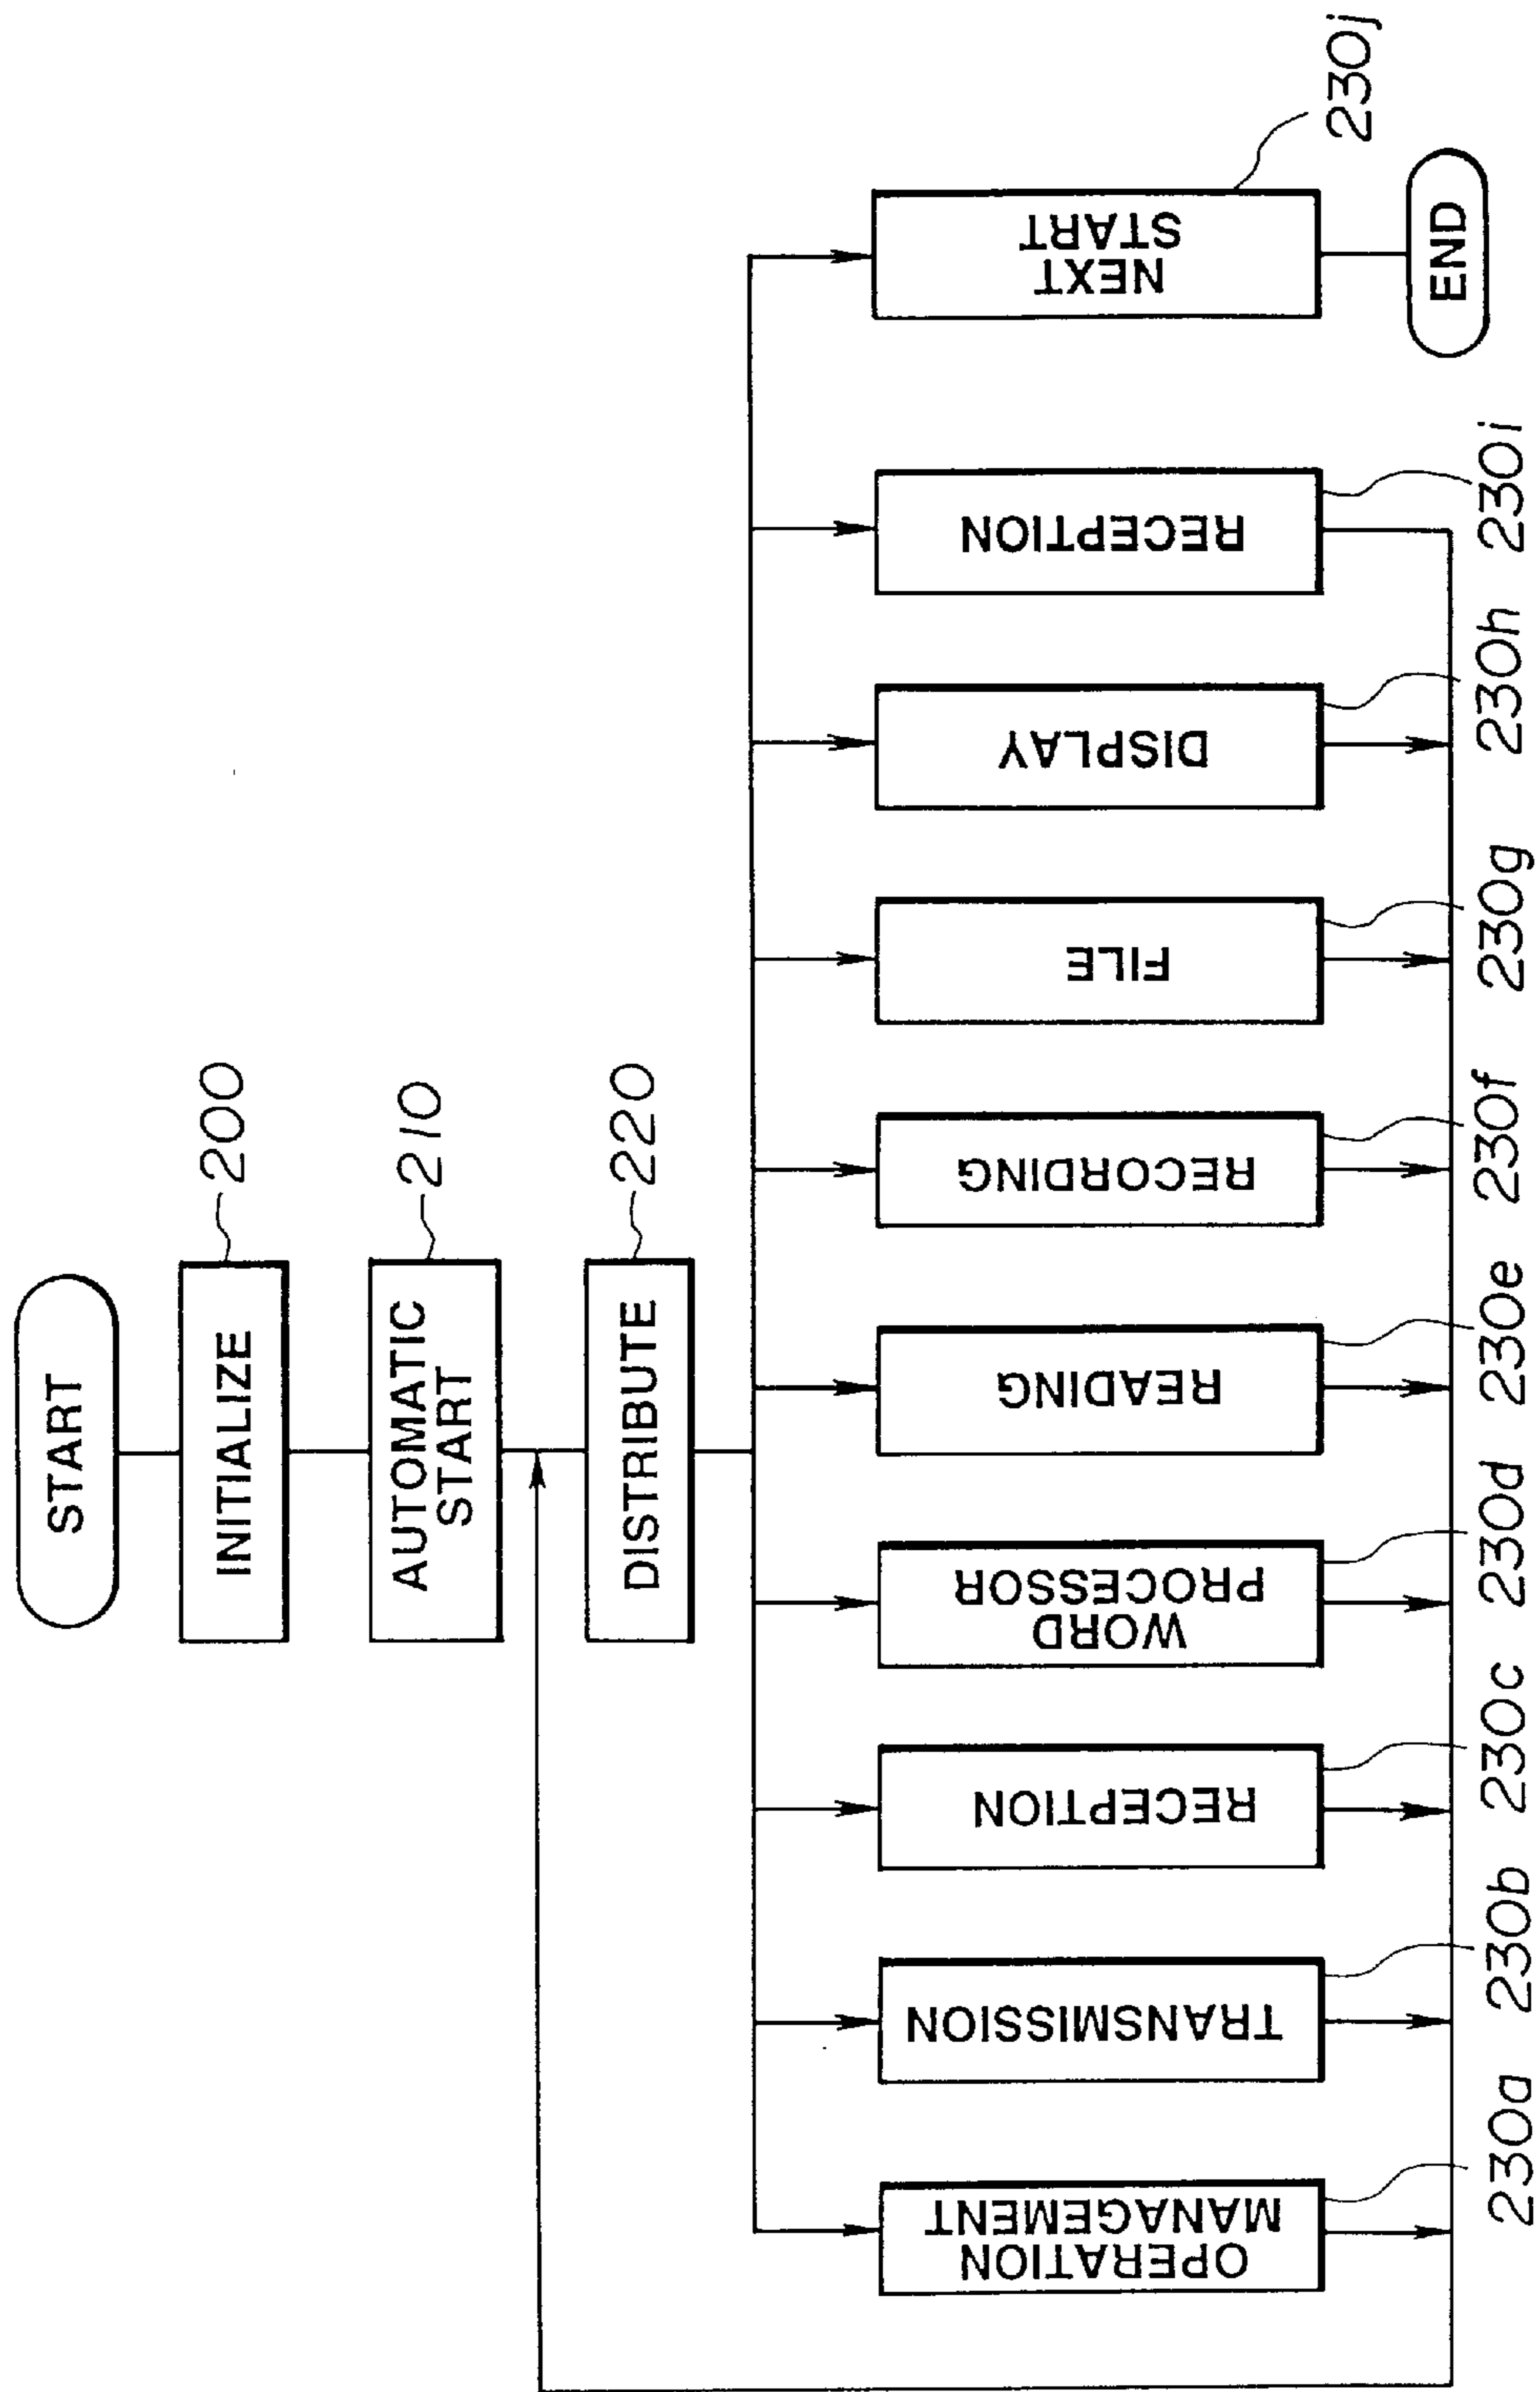 START
INITIALIZE
200
AUTOMATIC
START
210
DISTRIBUTE
220
OPERATION
MANAGEMENT
230a
TRANSMISSION
230b
RECEPTION
230c
WORD
PROCESSOR
230d
READING
230e
RECORDING
230f
FILE
230g
DISPLAY
230h
RECEPTION
230i
NEXT
START
230j
END